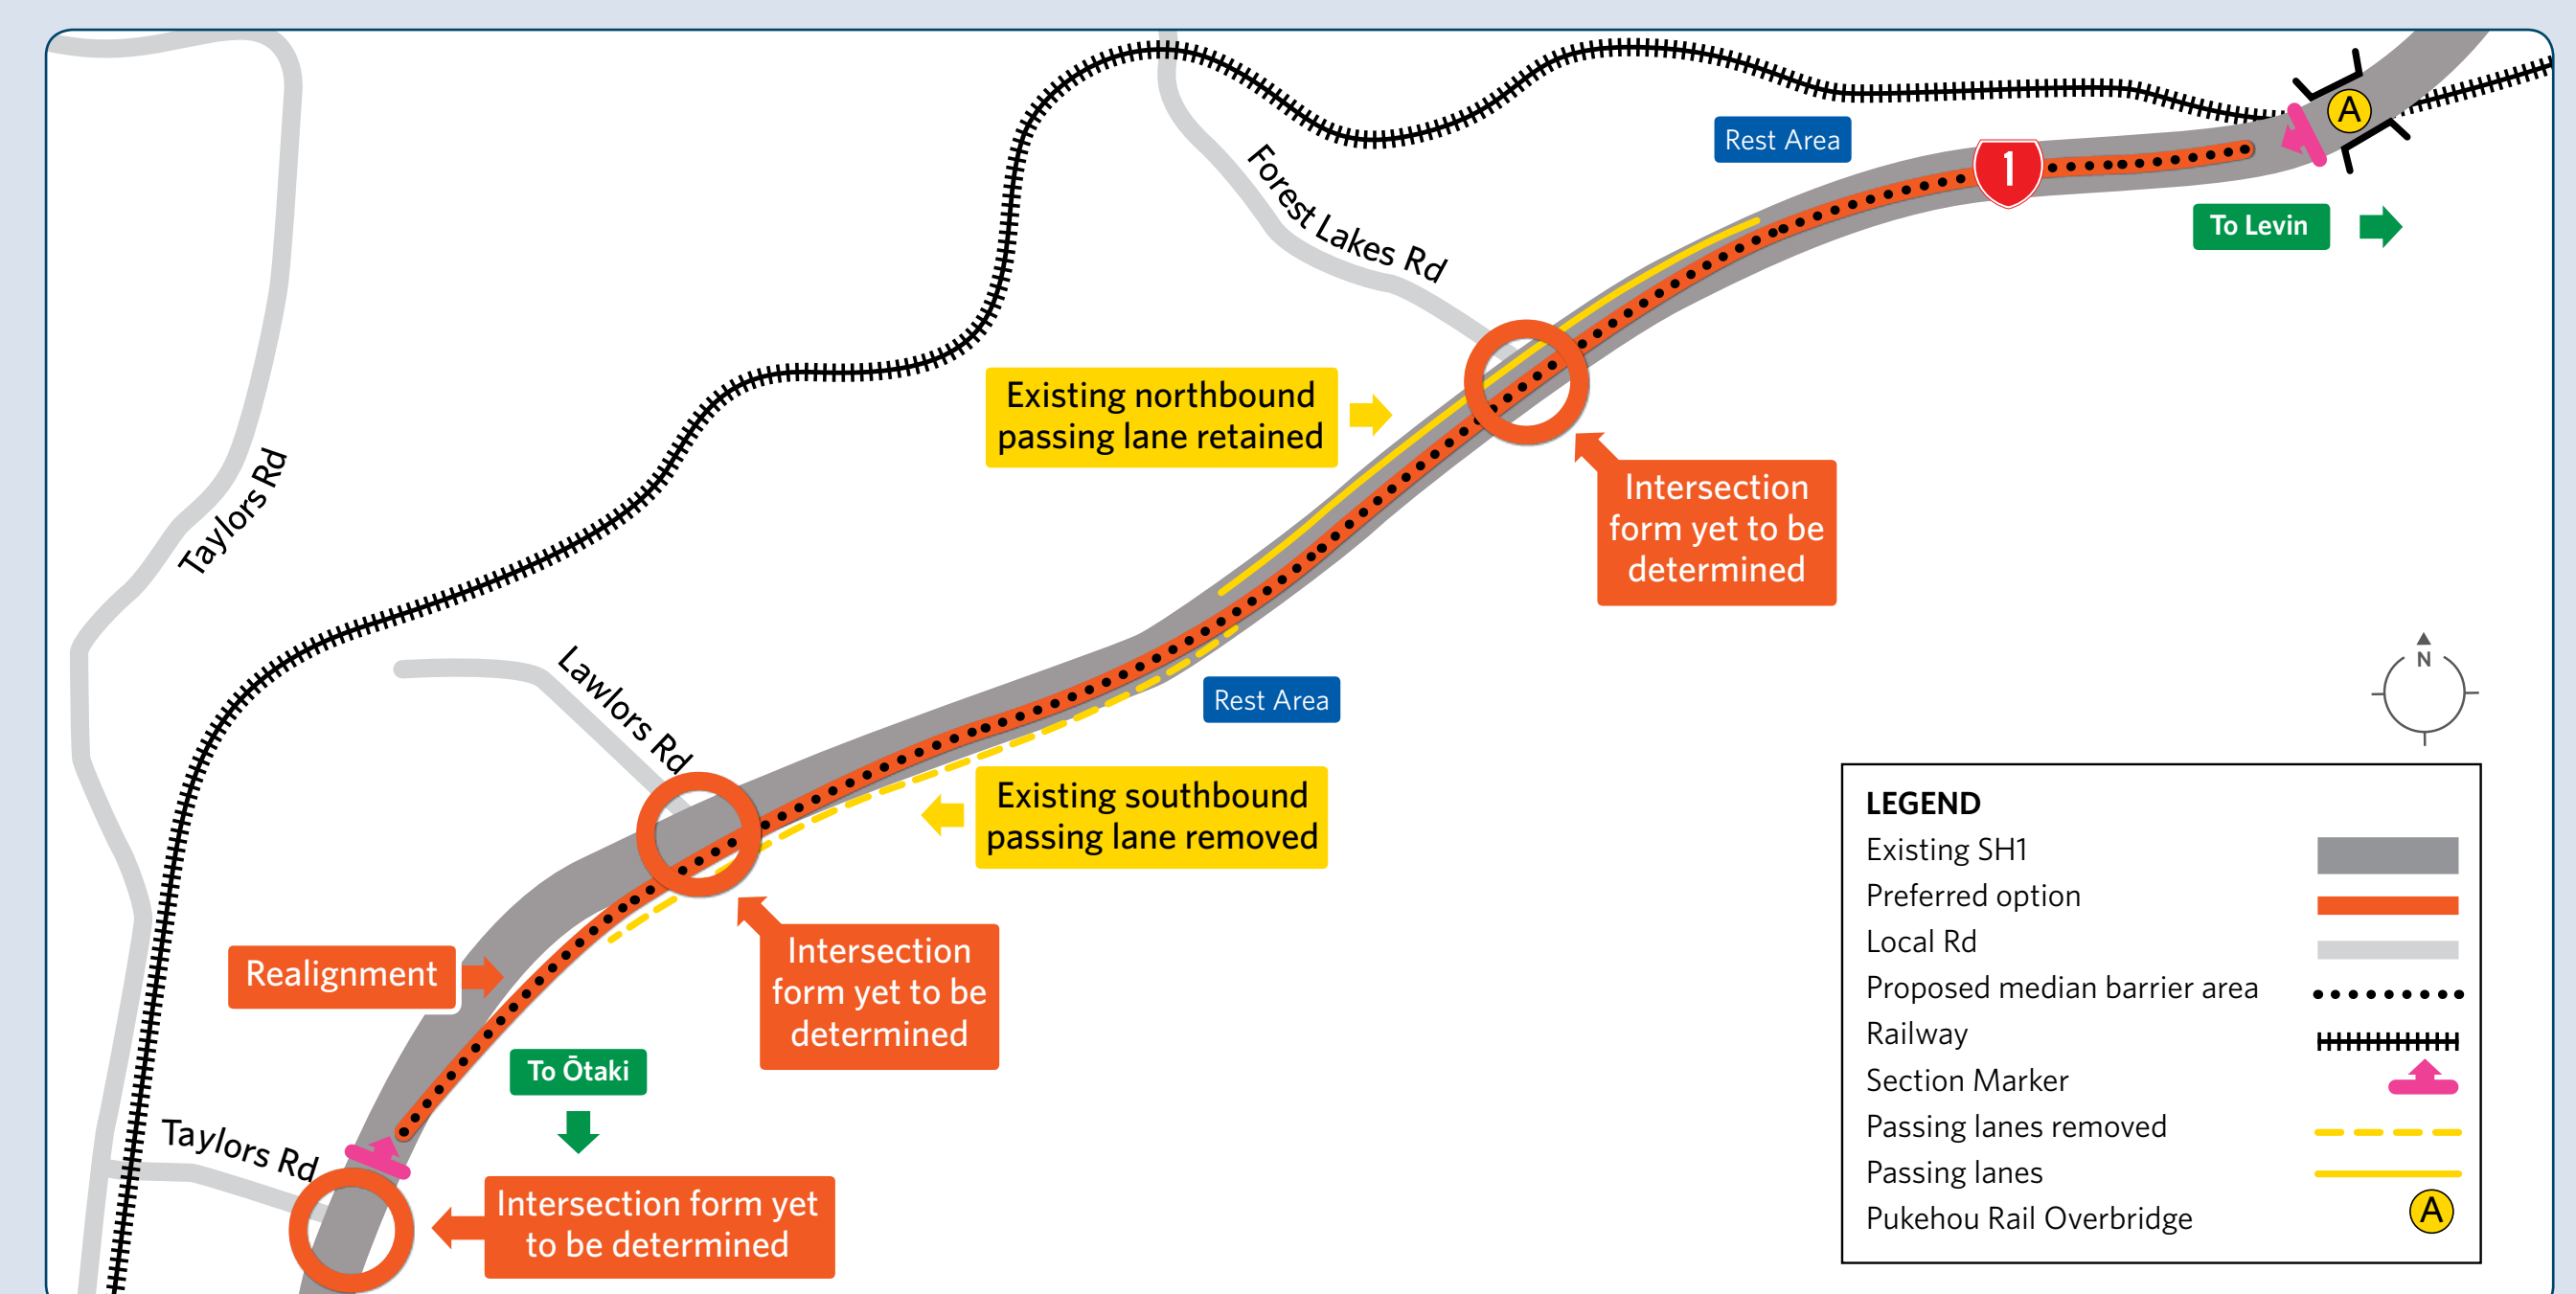 A
Rest Area
1
To Levin
Forest Lakes Rd
Existing northbound
passing lane retained
Intersection
form yet to be
determined
Taylors Rd
N
Lawlors Rd
Rest Area
Existing southbound
passing lane removed
Realignment
Intersection
form yet to be
determined
To Ōtaki
Taylors Rd
Intersection form yet
to be determined
LEGEND
Existing SH1
Preferred option
Local Rd
Proposed median barrier area
Railway
Section Marker
Passing lanes removed
Passing lanes
Pukehou Rail Overbridge
A